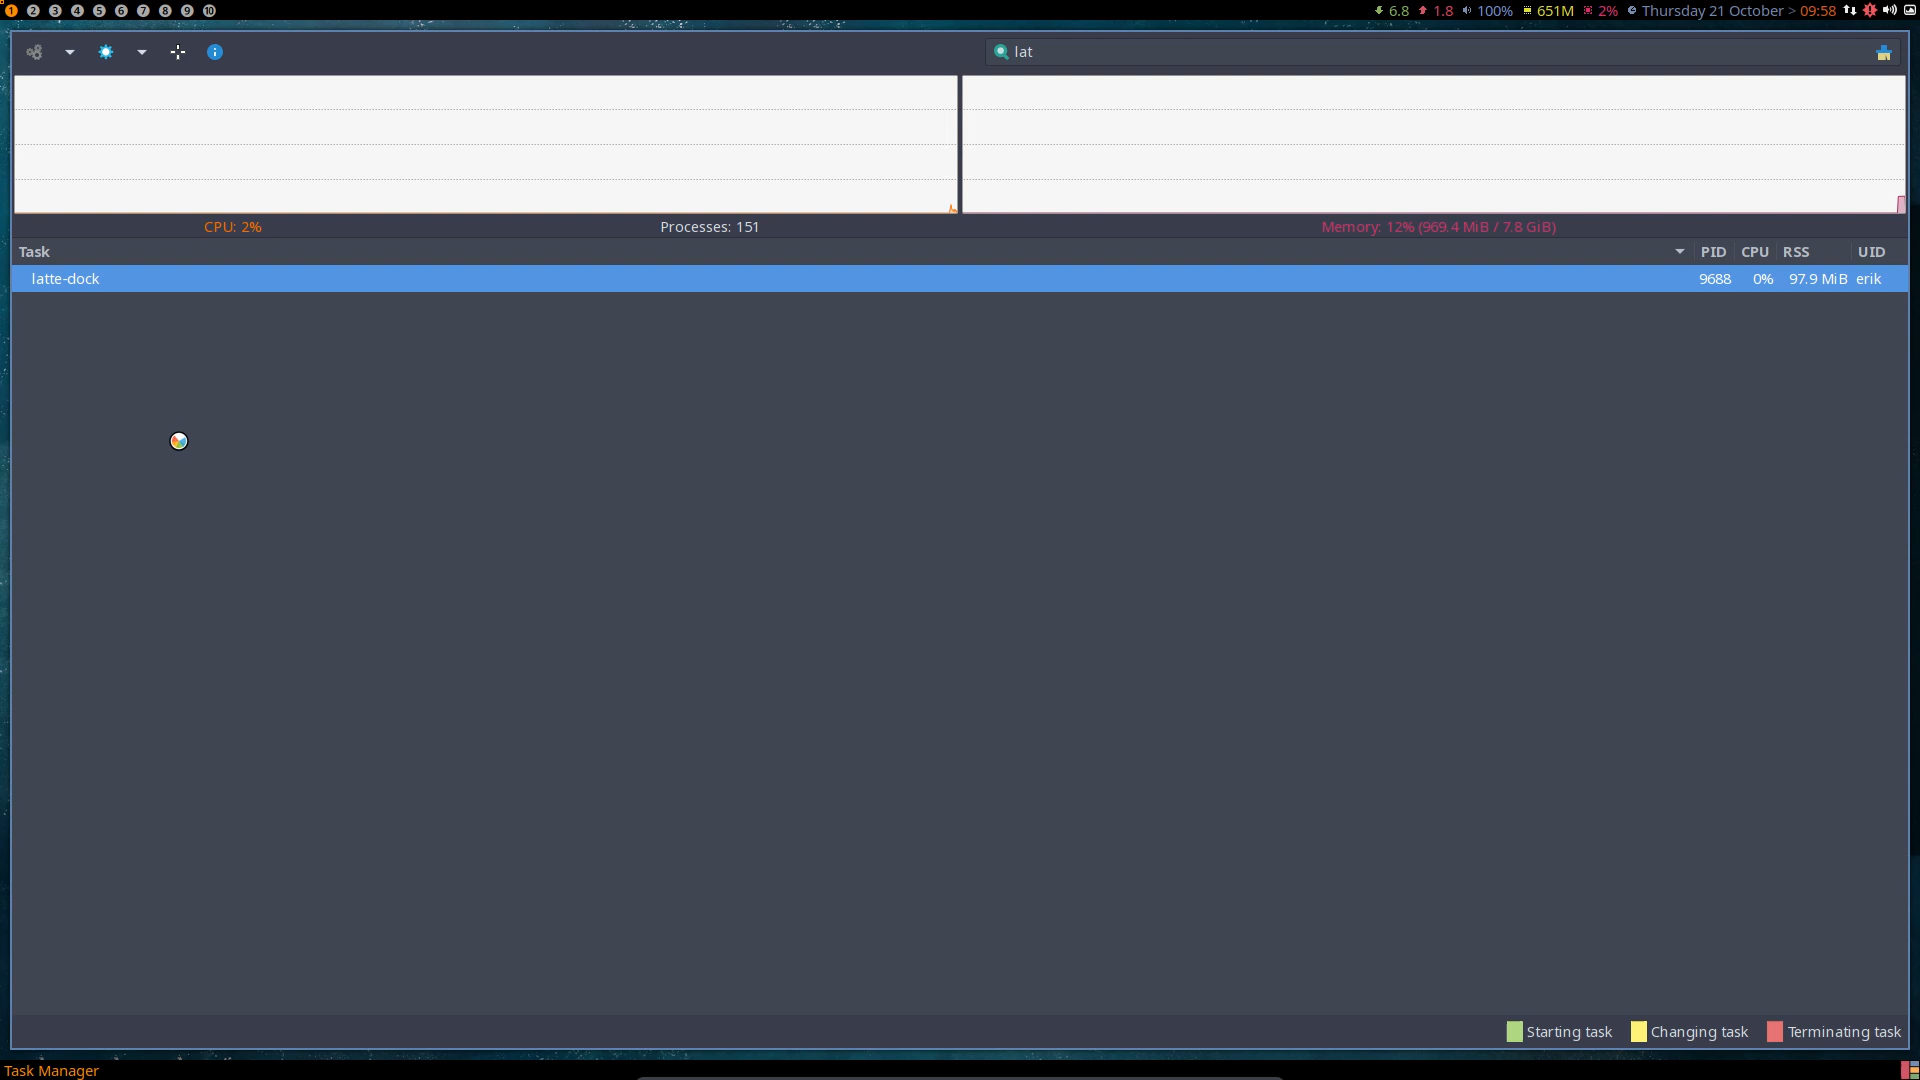 1 2 3 4 5 6 7 8 9 10 6.8 1.8 100% 651M 2% Thursday 21 October > 09:58
lat
CPU: 2% Processes: 151 Memory: 12% (969.4 MiB / 7.8 GiB)
Task PID CPU RSS UID
latte-dock 9688 0% 97.9 MiB erik
Starting task Changing task Terminating task
Task Manager